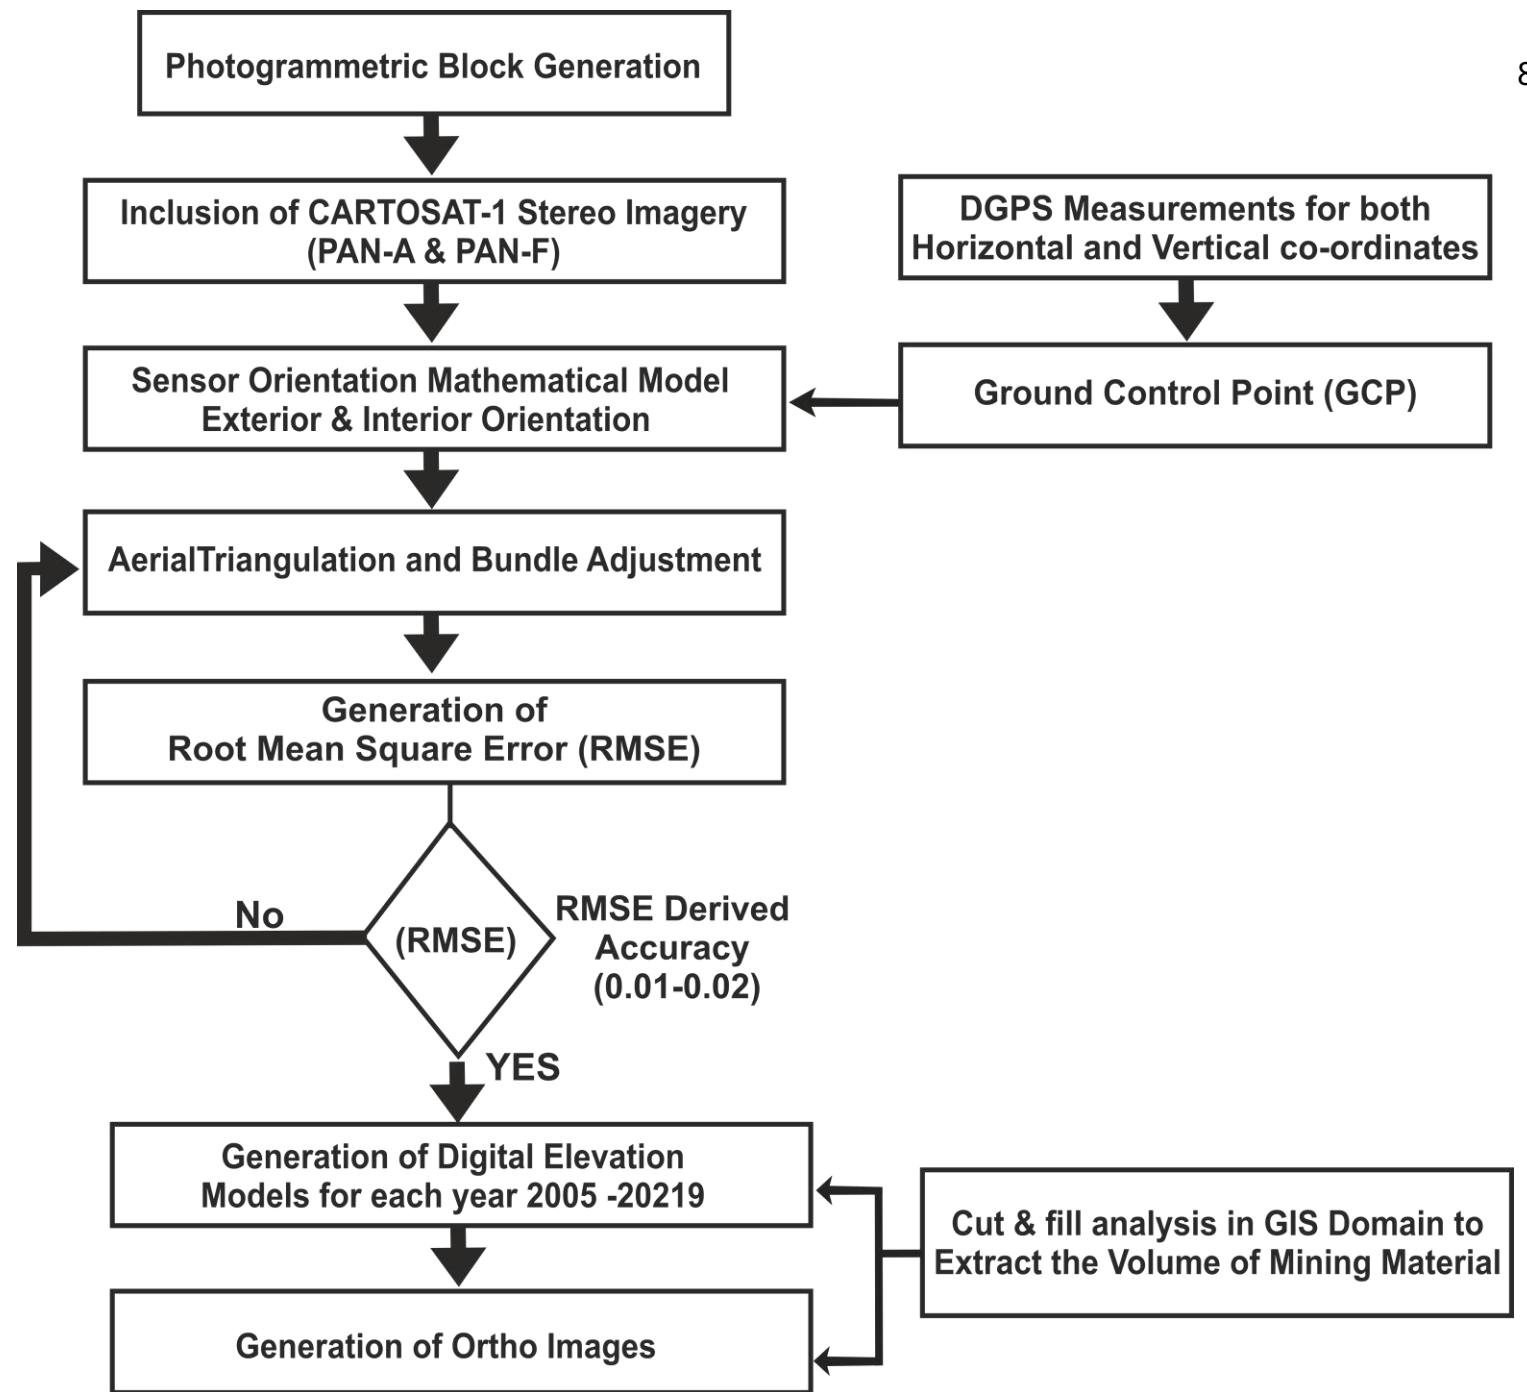 Photogrammetric Block Generation
8
Inclusion of CARTOSAT-1 Stereo Imagery
(PAN-A & PAN-F)
DGPS Measurements for both
Horizontal and Vertical co-ordinates
Sensor Orientation Mathematical Model
Exterior & Interior Orientation
Ground Control Point (GCP)
AerialTriangulation and Bundle Adjustment
Generation of
Root Mean Square Error (RMSE)
No
(RMSE)
RMSE Derived
Accuracy
(0.01-0.02)
YES
Generation of Digital Elevation
Models for each year 2005 -20219
Cut & fill analysis in GIS Domain to
Extract the Volume of Mining Material
Generation of Ortho Images